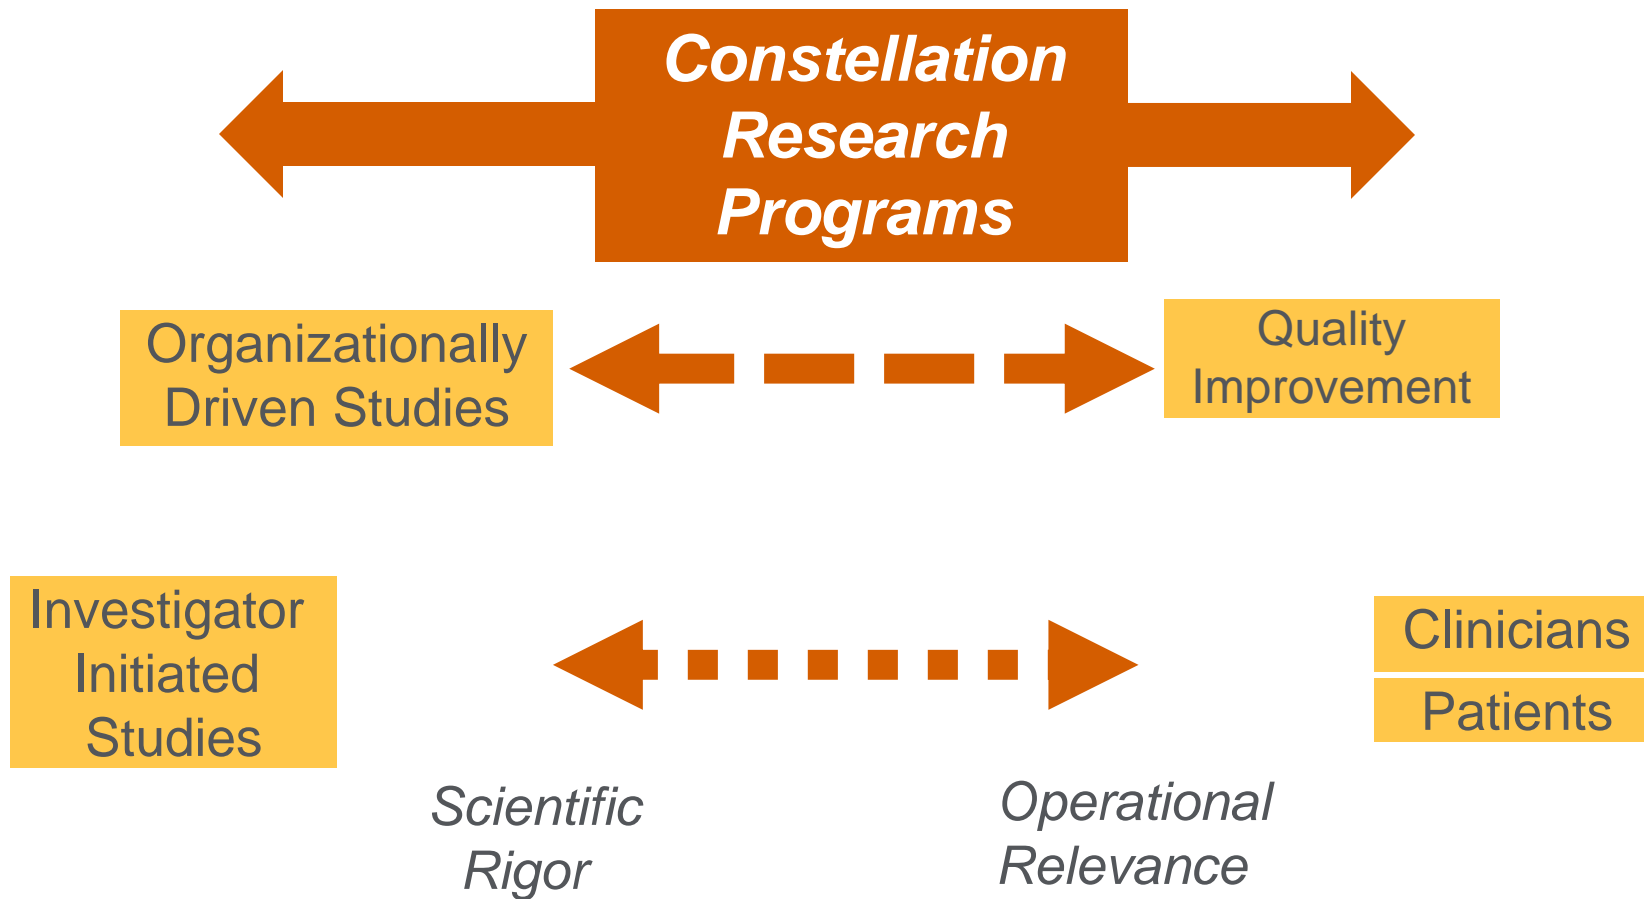 Constellation
Research
Programs
Organizationally
Driven Studies
Quality
Improvement
Investigator
Initiated
Studies
Clinicians
Patients
Scientific
Rigor
Operational
Relevance